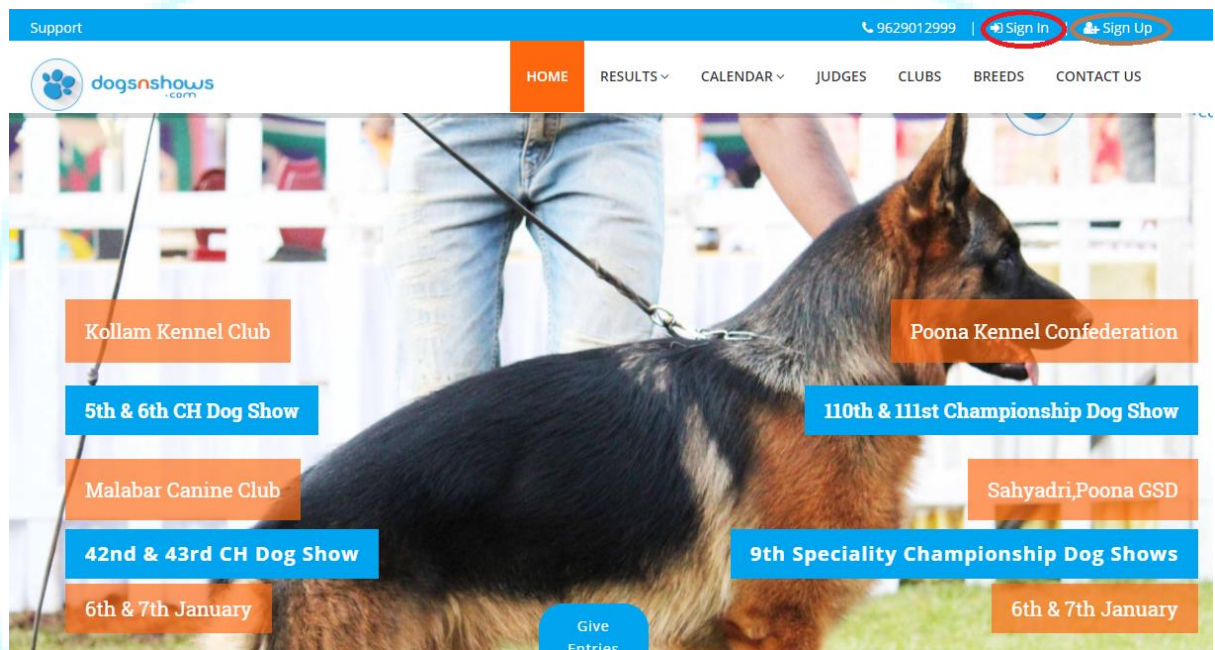 Support
9629012999 | Sign In | Sign Up
dogsnshows
.com
HOME RESULTS CALENDAR JUDGES CLUBS BREEDS CONTACT US
Kollam Kennel Club
5th & 6th CH Dog Show
Malabar Canine Club
42nd & 43rd CH Dog Show
6th & 7th January
Poona Kennel Confederation
110th & 111st Championship Dog Show
Sahyadri,Poona GSD
9th Speciality Championship Dog Shows
6th & 7th January
Give
Entries